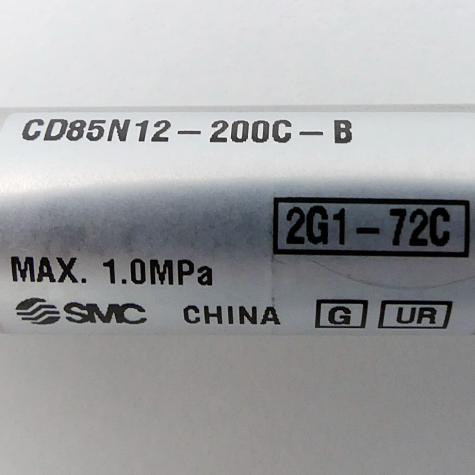 CD85N12-200C-B
2G1-72C
MAX. 1.0MPa
SMC CHINA G UR